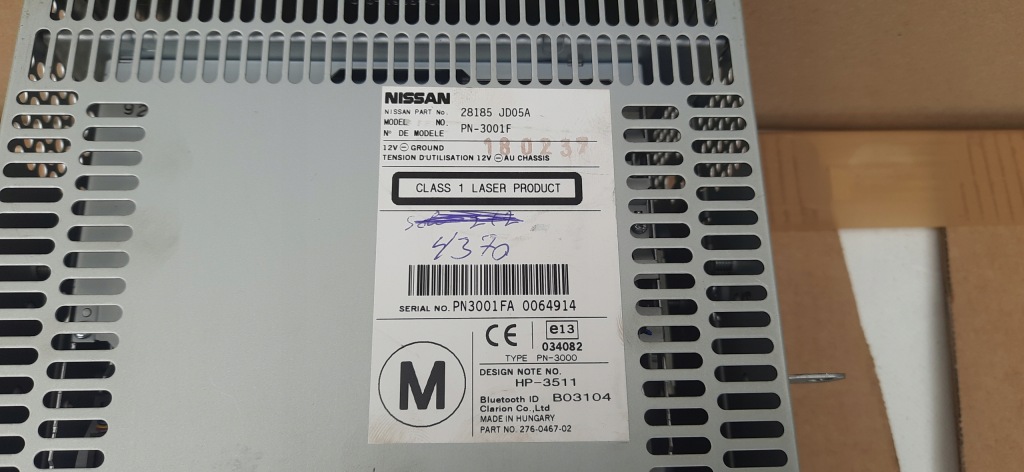 NISSAN
NISSAN PART No. 28185 JD05A
MODEL NO.
N° DE MODELE PN-3001F
180237
12V ⊖ GROUND
TENSION D'UTILISATION 12V ⊖ AU CHASSIS
CLASS 1 LASER PRODUCT
4370
SERIAL NO. PN3001FA 0064914
CE e13
034082
TYPE PN-3000
M
DESIGN NOTE NO.
HP-3511
Bluetooth ID B03104
Clarion Co.,Ltd
MADE IN HUNGARY
PART NO. 276-0467-02